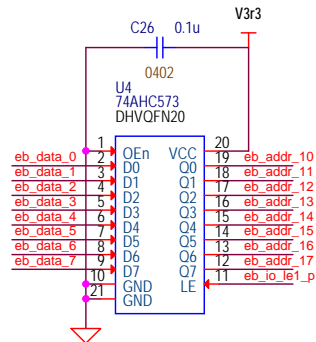 V3r3
C26 0.1u
0402
U4
74AHC573
DHVQFN20
1 OEn VCC 20
eb_data_0 2 D0 Q0 19 eb_addr_10
eb_data_1 3 D1 Q1 18 eb_addr_11
eb_data_2 4 D2 Q2 17 eb_addr_12
eb_data_3 5 D3 Q3 16 eb_addr_13
eb_data_4 6 D4 Q4 15 eb_addr_14
eb_data_5 7 D5 Q5 14 eb_addr_15
eb_data_6 8 D6 Q6 13 eb_addr_16
eb_data_7 9 D7 Q7 12 eb_addr_17
10 GND LE 11 eb_io_le1_p
21 GND